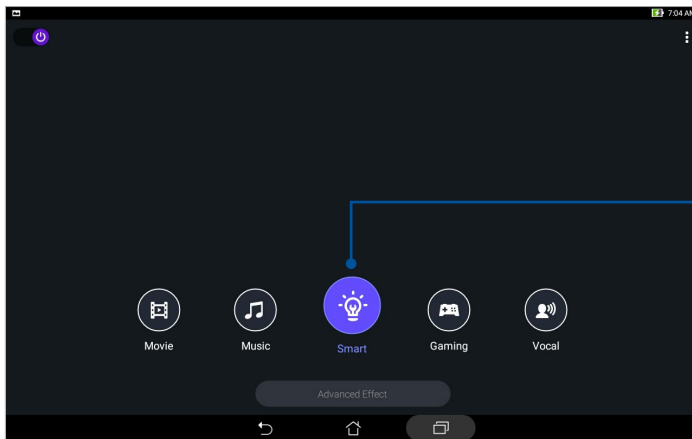 7:04 AM
Movie
Music
Smart
Gaming
Vocal
Advanced Effect